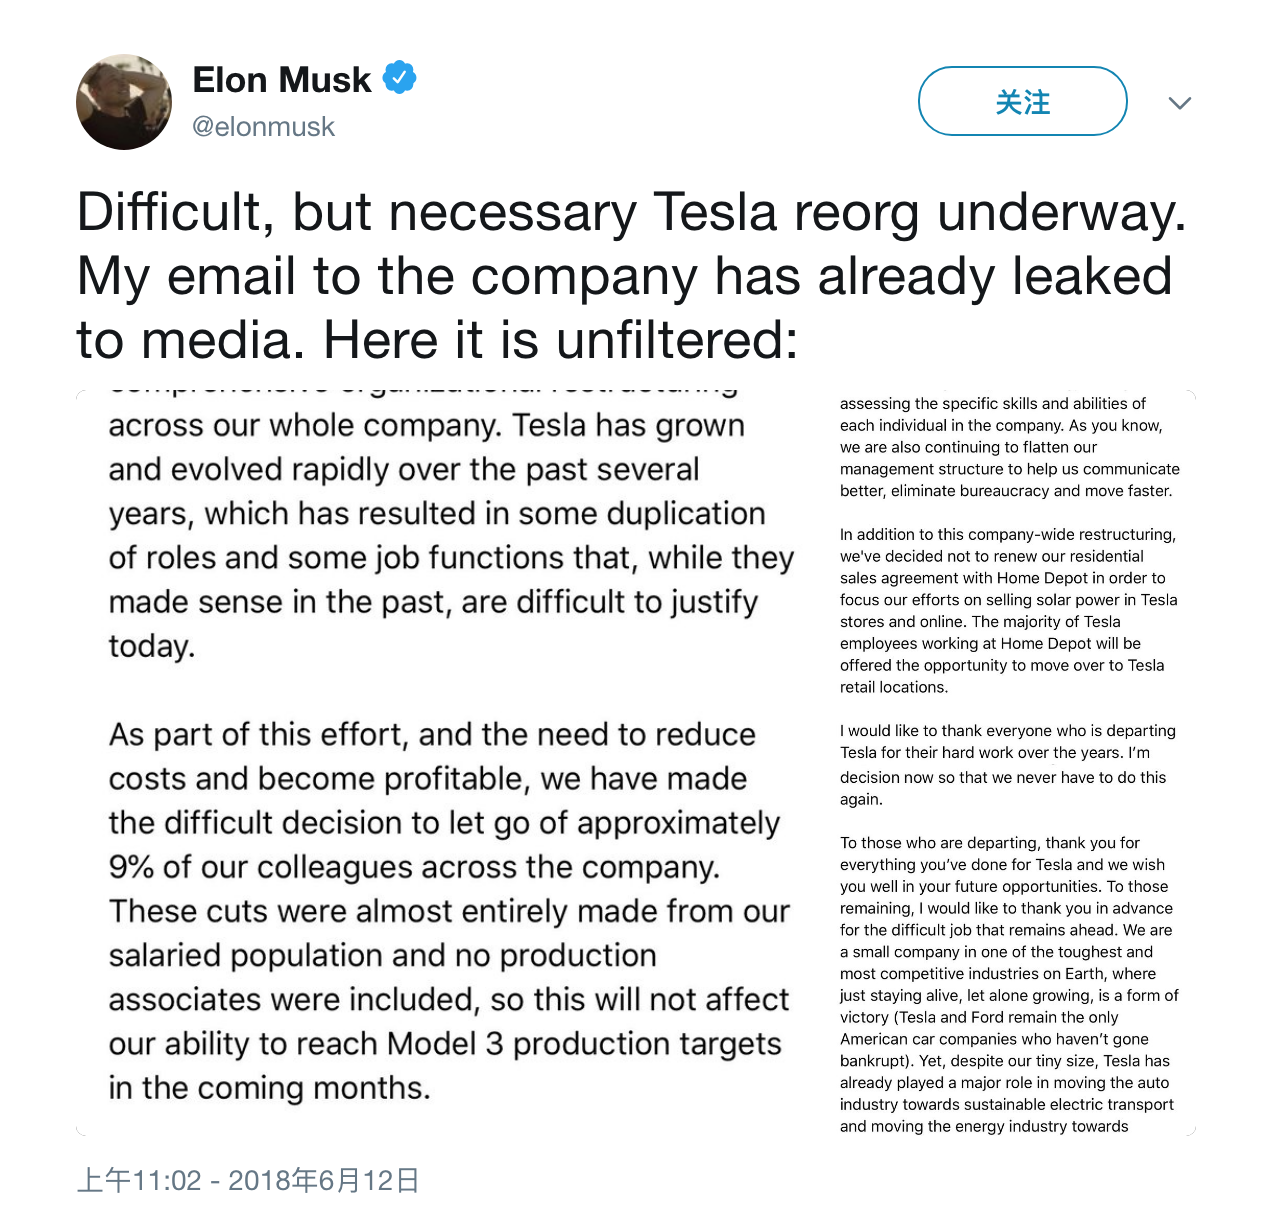 Elon Musk
@elonmusk
关注
Difficult, but necessary Tesla reorg underway.
My email to the company has already leaked
to media. Here it is unfiltered:
comprehensive organizational restructuring
across our whole company. Tesla has grown
and evolved rapidly over the past several
years, which has resulted in some duplication
of roles and some job functions that, while they
made sense in the past, are difficult to justify
today.
As part of this effort, and the need to reduce
costs and become profitable, we have made
the difficult decision to let go of approximately
9% of our colleagues across the company.
These cuts were almost entirely made from our
salaried population and no production
associates were included, so this will not affect
our ability to reach Model 3 production targets
in the coming months.
assessing the specific skills and abilities of
each individual in the company. As you know,
we are also continuing to flatten our
management structure to help us communicate
better, eliminate bureaucracy and move faster.
In addition to this company-wide restructuring,
we've decided not to renew our residential
sales agreement with Home Depot in order to
focus our efforts on selling solar power in Tesla
stores and online. The majority of Tesla
employees working at Home Depot will be
offered the opportunity to move over to Tesla
retail locations.
I would like to thank everyone who is departing
Tesla for their hard work over the years. I’m
decision now so that we never have to do this
again.
To those who are departing, thank you for
everything you’ve done for Tesla and we wish
you well in your future opportunities. To those
remaining, I would like to thank you in advance
for the difficult job that remains ahead. We are
a small company in one of the toughest and
most competitive industries on Earth, where
just staying alive, let alone growing, is a form of
victory (Tesla and Ford remain the only
American car companies who haven’t gone
bankrupt). Yet, despite our tiny size, Tesla has
already played a major role in moving the auto
industry towards sustainable electric transport
and moving the energy industry towards
上午11:02 - 2018年6月12日